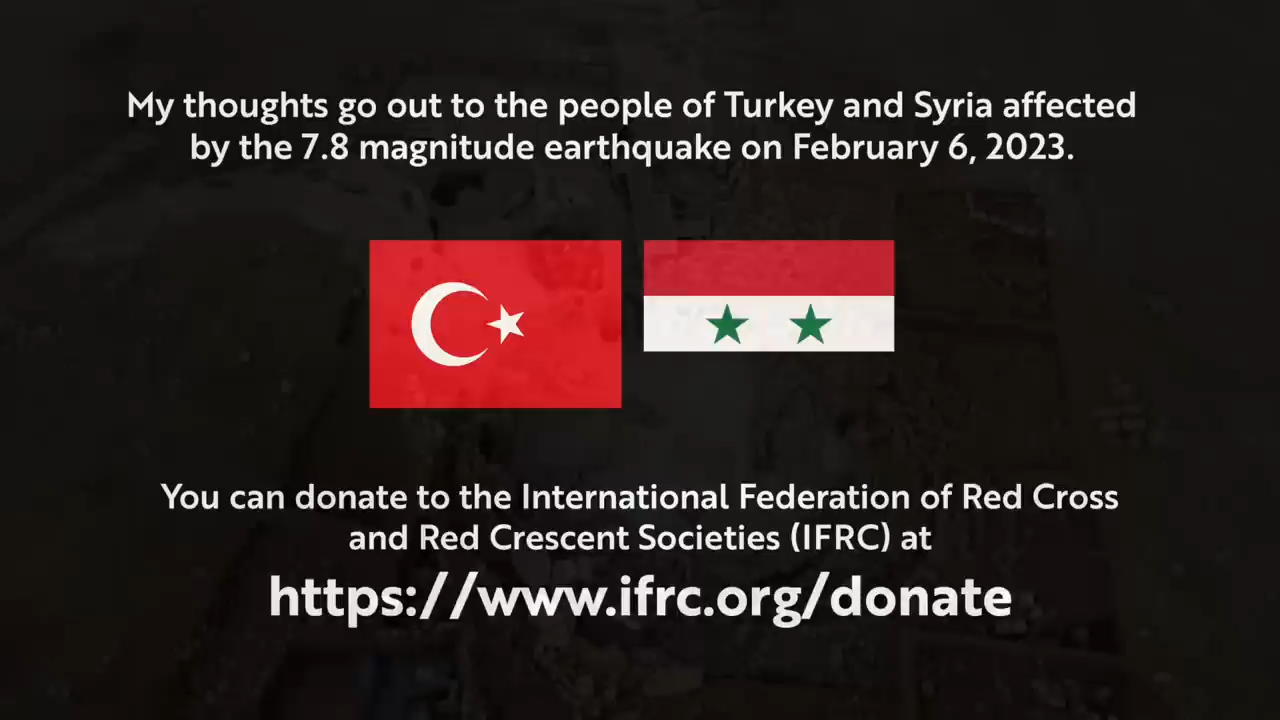 My thoughts go out to the people of Turkey and Syria affected
by the 7.8 magnitude earthquake on February 6, 2023.
You can donate to the International Federation of Red Cross
and Red Crescent Societies (IFRC) at
https://www.ifrc.org/donate